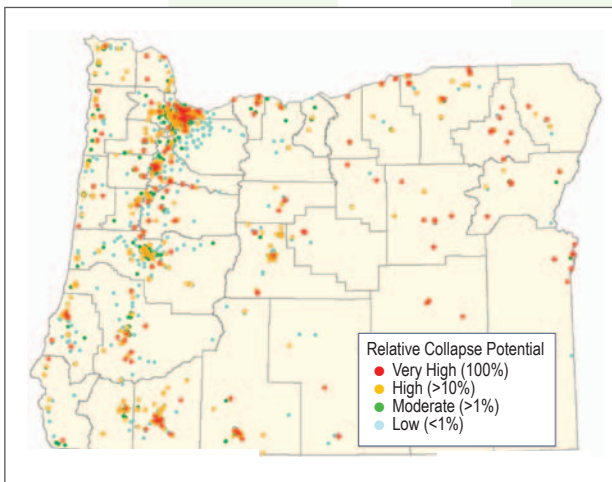 Relative Collapse Potential
Very High (100%)
High (>10%)
Moderate (>1%)
Low (<1%)